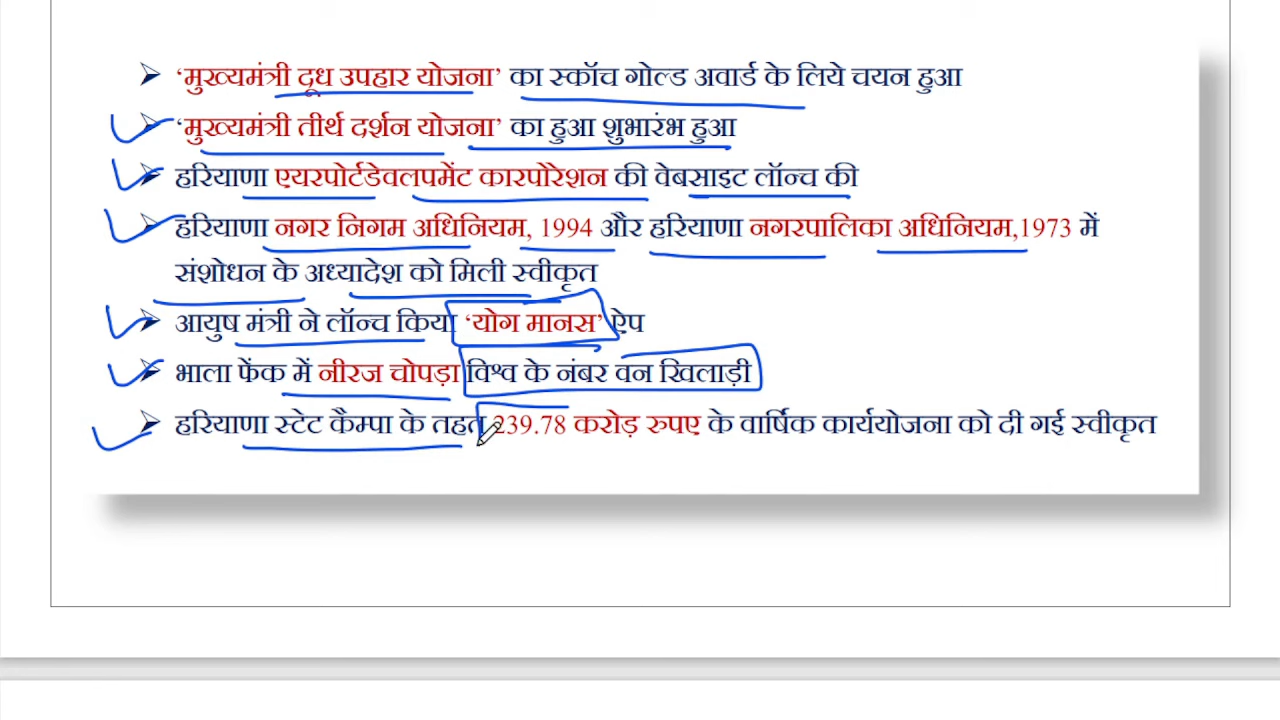 ➤ ‘मुख्यमंत्री दूध उपहार योजना’ का स्कॉच गोल्ड अवार्ड के लिये चयन हुआ
➤ ‘मुख्यमंत्री तीर्थ दर्शन योजना’ का हुआ शुभारंभ हुआ
➤ हरियाणा एयरपोर्टडेवलपमेंट कारपोरेशन की वेबसाइट लॉन्च की
➤ हरियाणा नगर निगम अधिनियम, 1994 और हरियाणा नगरपालिका अधिनियम,1973 में
संशोधन के अध्यादेश को मिली स्वीकृत
➤ आयुष मंत्री ने लॉन्च किया ‘योग मानस’ ऐप
➤ भाला फेंक में नीरज चोपड़ा विश्व के नंबर वन खिलाड़ी
➤ हरियाणा स्टेट कैम्पा के तहत 239.78 करोड़ रुपए के वार्षिक कार्ययोजना को दी गई स्वीकृत